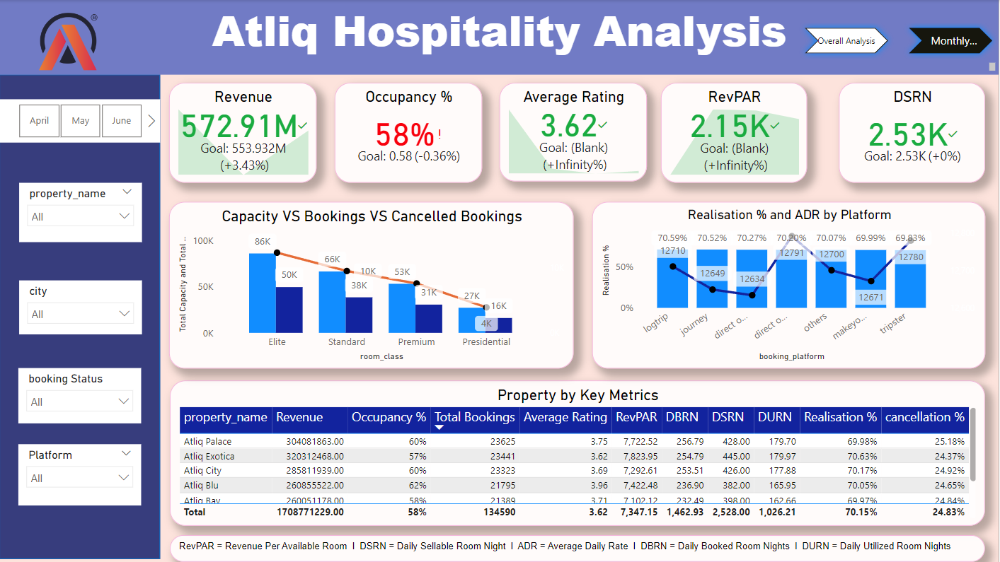 ®
Atliq Hospitality Analysis
Overall Analysis
Monthly...
April May June
property_name
All
city
All
booking Status
All
Platform
All
Revenue
572.91M
Goal: 553.932M
(+3.43%)
Occupancy %
58% !
Goal: 0.58 (-0.36%)
Average Rating
3.62
Goal: (Blank)
(+Infinity%)
RevPAR
2.15K
Goal: (Blank)
(+Infinity%)
DSRN
2.53K
Goal: 2.53K (+0%)
Capacity VS Bookings VS Cancelled Bookings
Total Capacity and Total ...
100K
50K
0K
86K 50K
66K 10K 38K
53K 31K
27K 16K 4K
Elite Standard Premium Presidential
room_class
Realisation % and ADR by Platform
Realisation %
50%
0%
70.59% 70.52% 70.27% 70.20% 70.07% 69.99% 69.83%
12710 12649 12634 12791 12700 12671 12780
logtrip journey direct o... direct o... others makeyo... tripster
booking_platform
Property by Key Metrics
property_name Revenue Occupancy % Total Bookings Average Rating RevPAR DBRN DSRN DURN Realisation % cancellation %
Atliq Palace 304081863.00 60% 23625 3.75 7,722.52 256.79 428.00 179.70 69.98% 25.18%
Atliq Exotica 320312468.00 57% 23441 3.62 7,823.95 254.79 445.00 179.97 70.63% 24.37%
Atliq City 285811939.00 60% 23323 3.69 7,292.61 253.51 426.00 177.88 70.17% 24.92%
Atliq Blu 260855522.00 62% 21795 3.96 7,422.48 236.90 382.00 165.95 70.05% 24.65%
Atliq Bay 260051178.00 58% 21389 3.71 7,102.12 232.49 398.00 162.66 69.97% 24.84%
Total 1708771229.00 58% 134590 3.62 7,347.15 1,462.93 2,528.00 1,026.21 70.15% 24.83%
RevPAR = Revenue Per Available Room I DSRN = Daily Sellable Room Night I ADR = Average Daily Rate I DBRN = Daily Booked Room Nights I DURN = Daily Utilized Room Nights